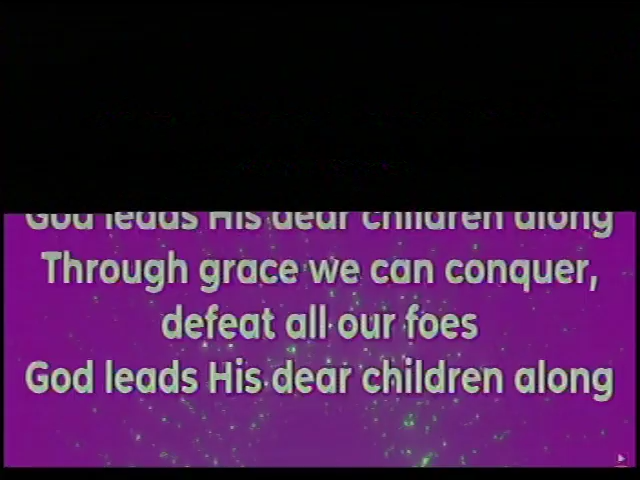 God leads His dear children along
Through grace we can conquer,
defeat all our foes
God leads His dear children along